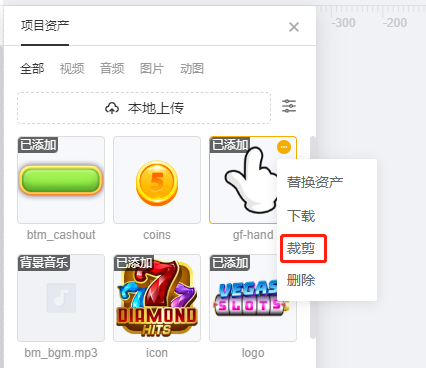 项目资产
-300
-200
全部 视频 音频 图片 动图
本地上传
已添加
已添加
5
btm_cashout
coins
gf-hand
替换资产
下载
裁剪
删除
背景音乐
已添加
已添加
777
DIAMOND
HITS
VEGAS
SLOTS
bm_bgm.mp3
icon
logo